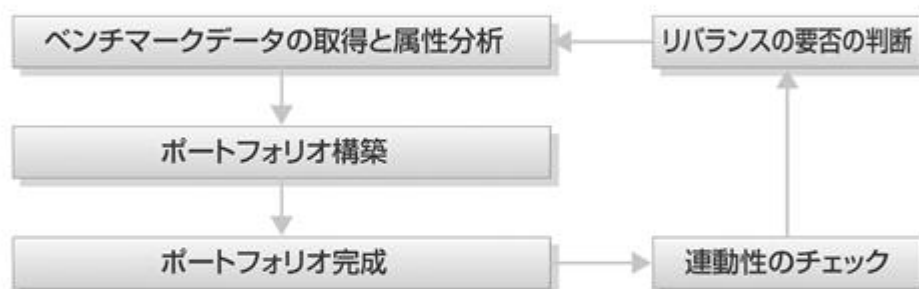 ベンチマークデータの取得と属性分析
リバランスの要否の判断
ポートフォリオ構築
ポートフォリオ完成
連動性のチェック